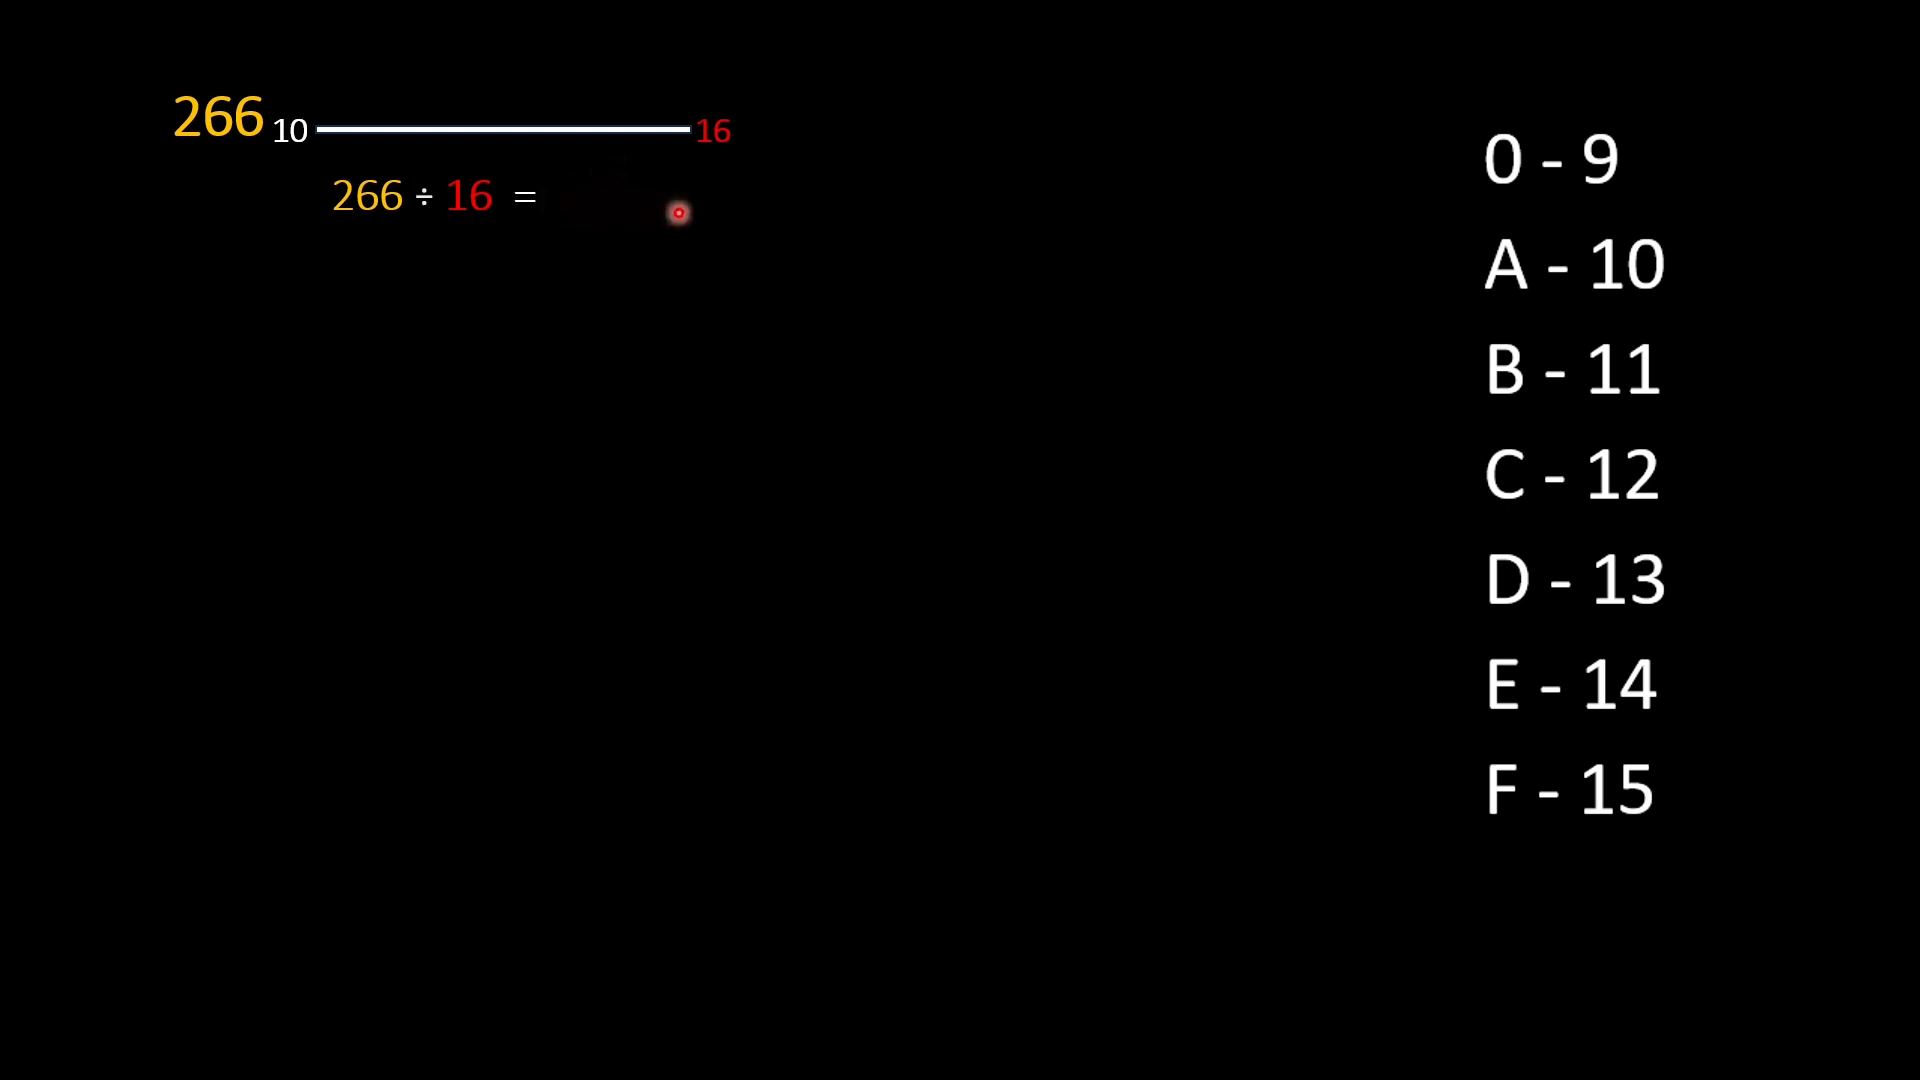 266 10 16
266 ÷ 16 =
0 - 9
A - 10
B - 11
C - 12
D - 13
E - 14
F - 15